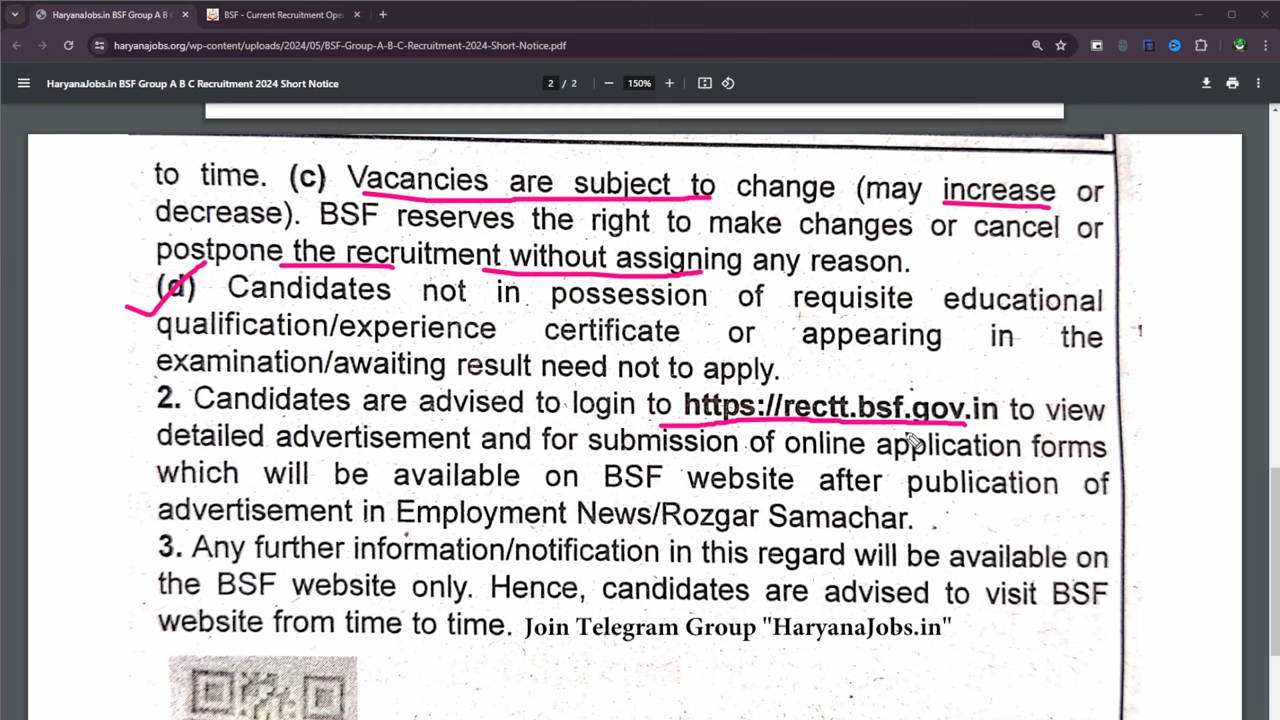 HaryanaJobs.in BSF Group A B C
BSF - Current Recruitment Ope
haryanajobs.org/wp-content/uploads/2024/05/BSF-Group-A-B-C-Recruitment-2024-Short-Notice.pdf
HaryanaJobs.in BSF Group A B C Recruitment 2024 Short Notice
2 / 2
150%
to time. (c) Vacancies are subject to change (may increase or
decrease). BSF reserves the right to make changes or cancel or
postpone the recruitment without assigning any reason.
(d) Candidates not in possession of requisite educational
qualification/experience certificate or appearing in the
examination/awaiting result need not to apply.
2. Candidates are advised to login to https://rectt.bsf.gov.in to view
detailed advertisement and for submission of online application forms
which will be available on BSF website after publication of
advertisement in Employment News/Rozgar Samachar.
3. Any further information/notification in this regard will be available on
the BSF website only. Hence, candidates are advised to visit BSF
website from time to time. Join Telegram Group "HaryanaJobs.in"